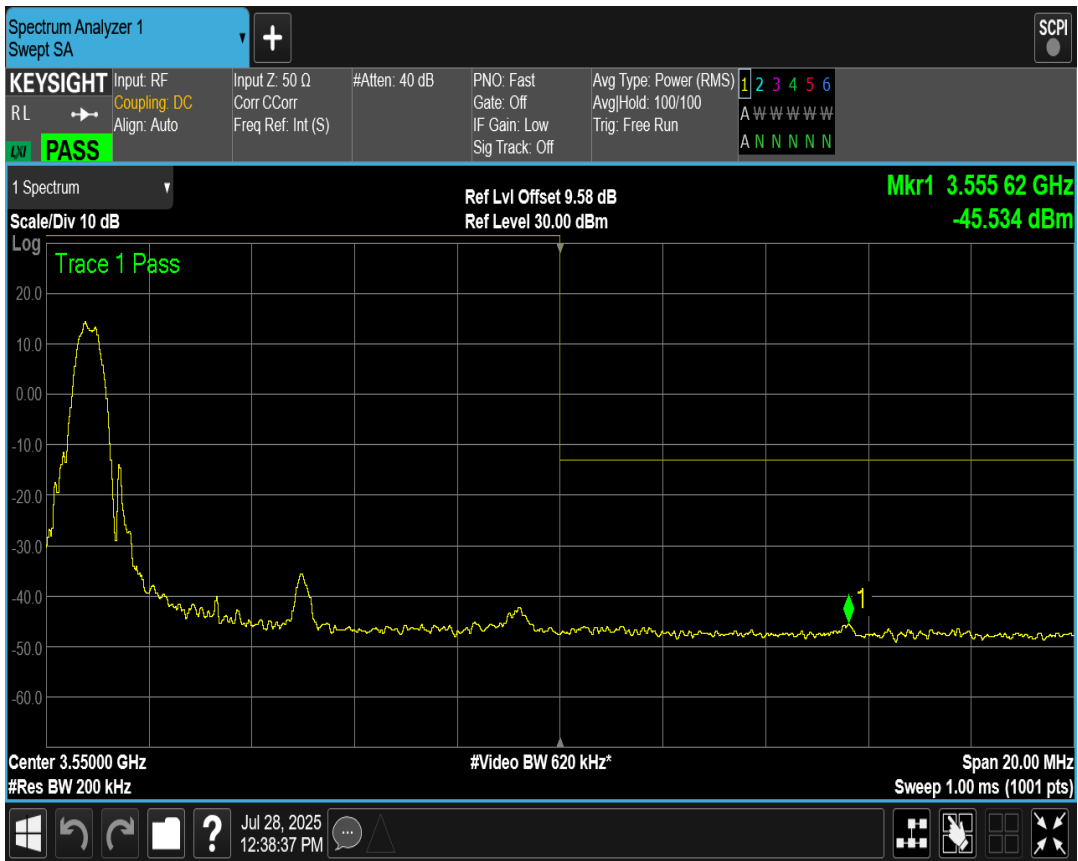 Spectrum Analyzer 1
Swept SA
SCPI
KEYSIGHT
RL
LXI PASS
Input: RF
Coupling: DC
Align: Auto
Input Z: 50 Ω
Corr CCorr
Freq Ref: Int (S)
#Atten: 40 dB
PNO: Fast
Gate: Off
IF Gain: Low
Sig Track: Off
Avg Type: Power (RMS)
Avg|Hold: 100/100
Trig: Free Run
1 2 3 4 5 6
A W W W W W
A N N N N N
1 Spectrum
Scale/Div 10 dB
Ref Lvl Offset 9.58 dB
Ref Level 30.00 dBm
Mkr1 3.555 62 GHz
-45.534 dBm
Log
Trace 1 Pass
20.0
10.0
0.00
-10.0
-20.0
-30.0
-40.0
1
-50.0
-60.0
Center 3.55000 GHz
#Video BW 620 kHz*
Span 20.00 MHz
#Res BW 200 kHz
Sweep 1.00 ms (1001 pts)
?
Jul 28, 2025
12:38:37 PM